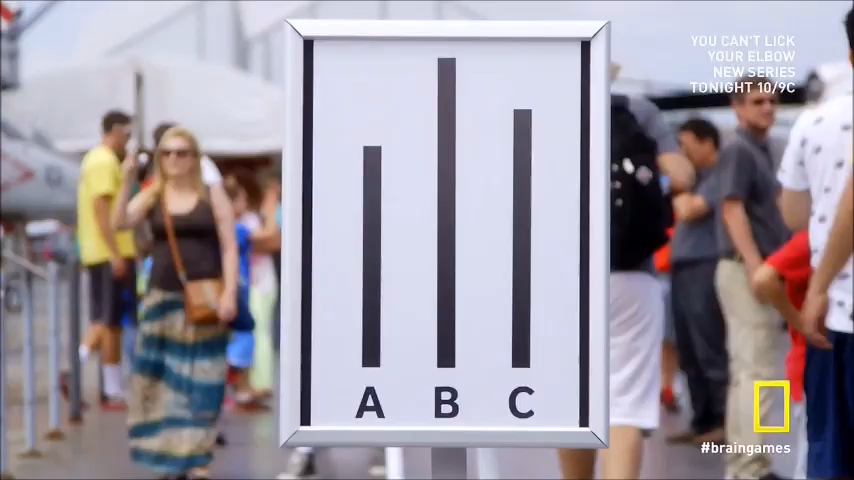 YOU CAN'T LICK
YOUR ELBOW
NEW SERIES
TONIGHT 10/9C
A B C
#braingames